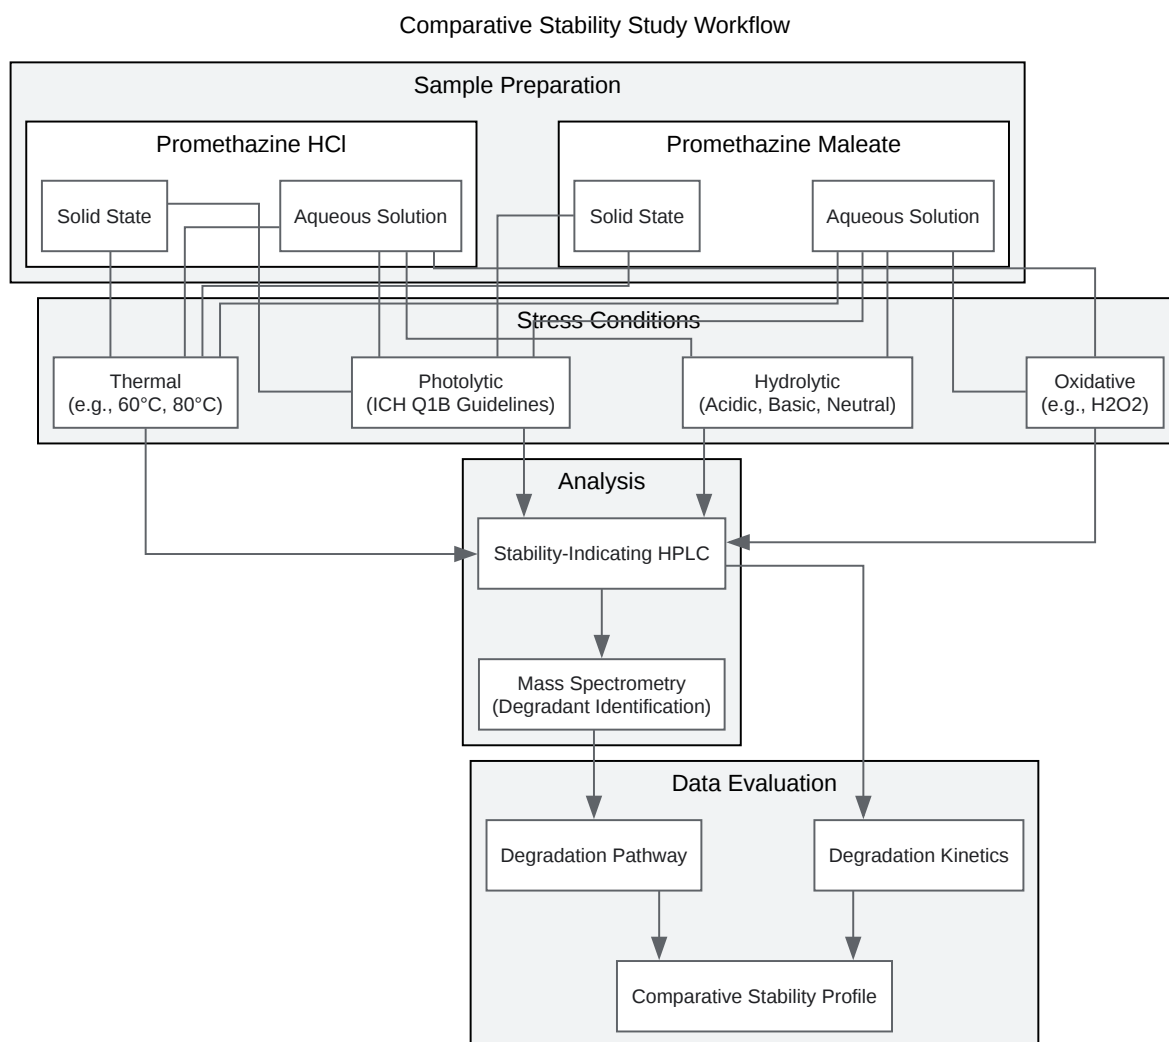 Comparative Stability Study Workflow
Sample Preparation
Promethazine HCl
Promethazine Maleate
Solid State
Aqueous Solution
Solid State
Aqueous Solution
Stress Conditions
Thermal
(e.g., 60°C, 80°C)
Photolytic
(ICH Q1B Guidelines)
Hydrolytic
(Acidic, Basic, Neutral)
Oxidative
(e.g., H2O2)
Analysis
Stability-Indicating HPLC
Mass Spectrometry
(Degradant Identification)
Data Evaluation
Degradation Pathway
Degradation Kinetics
Comparative Stability Profile